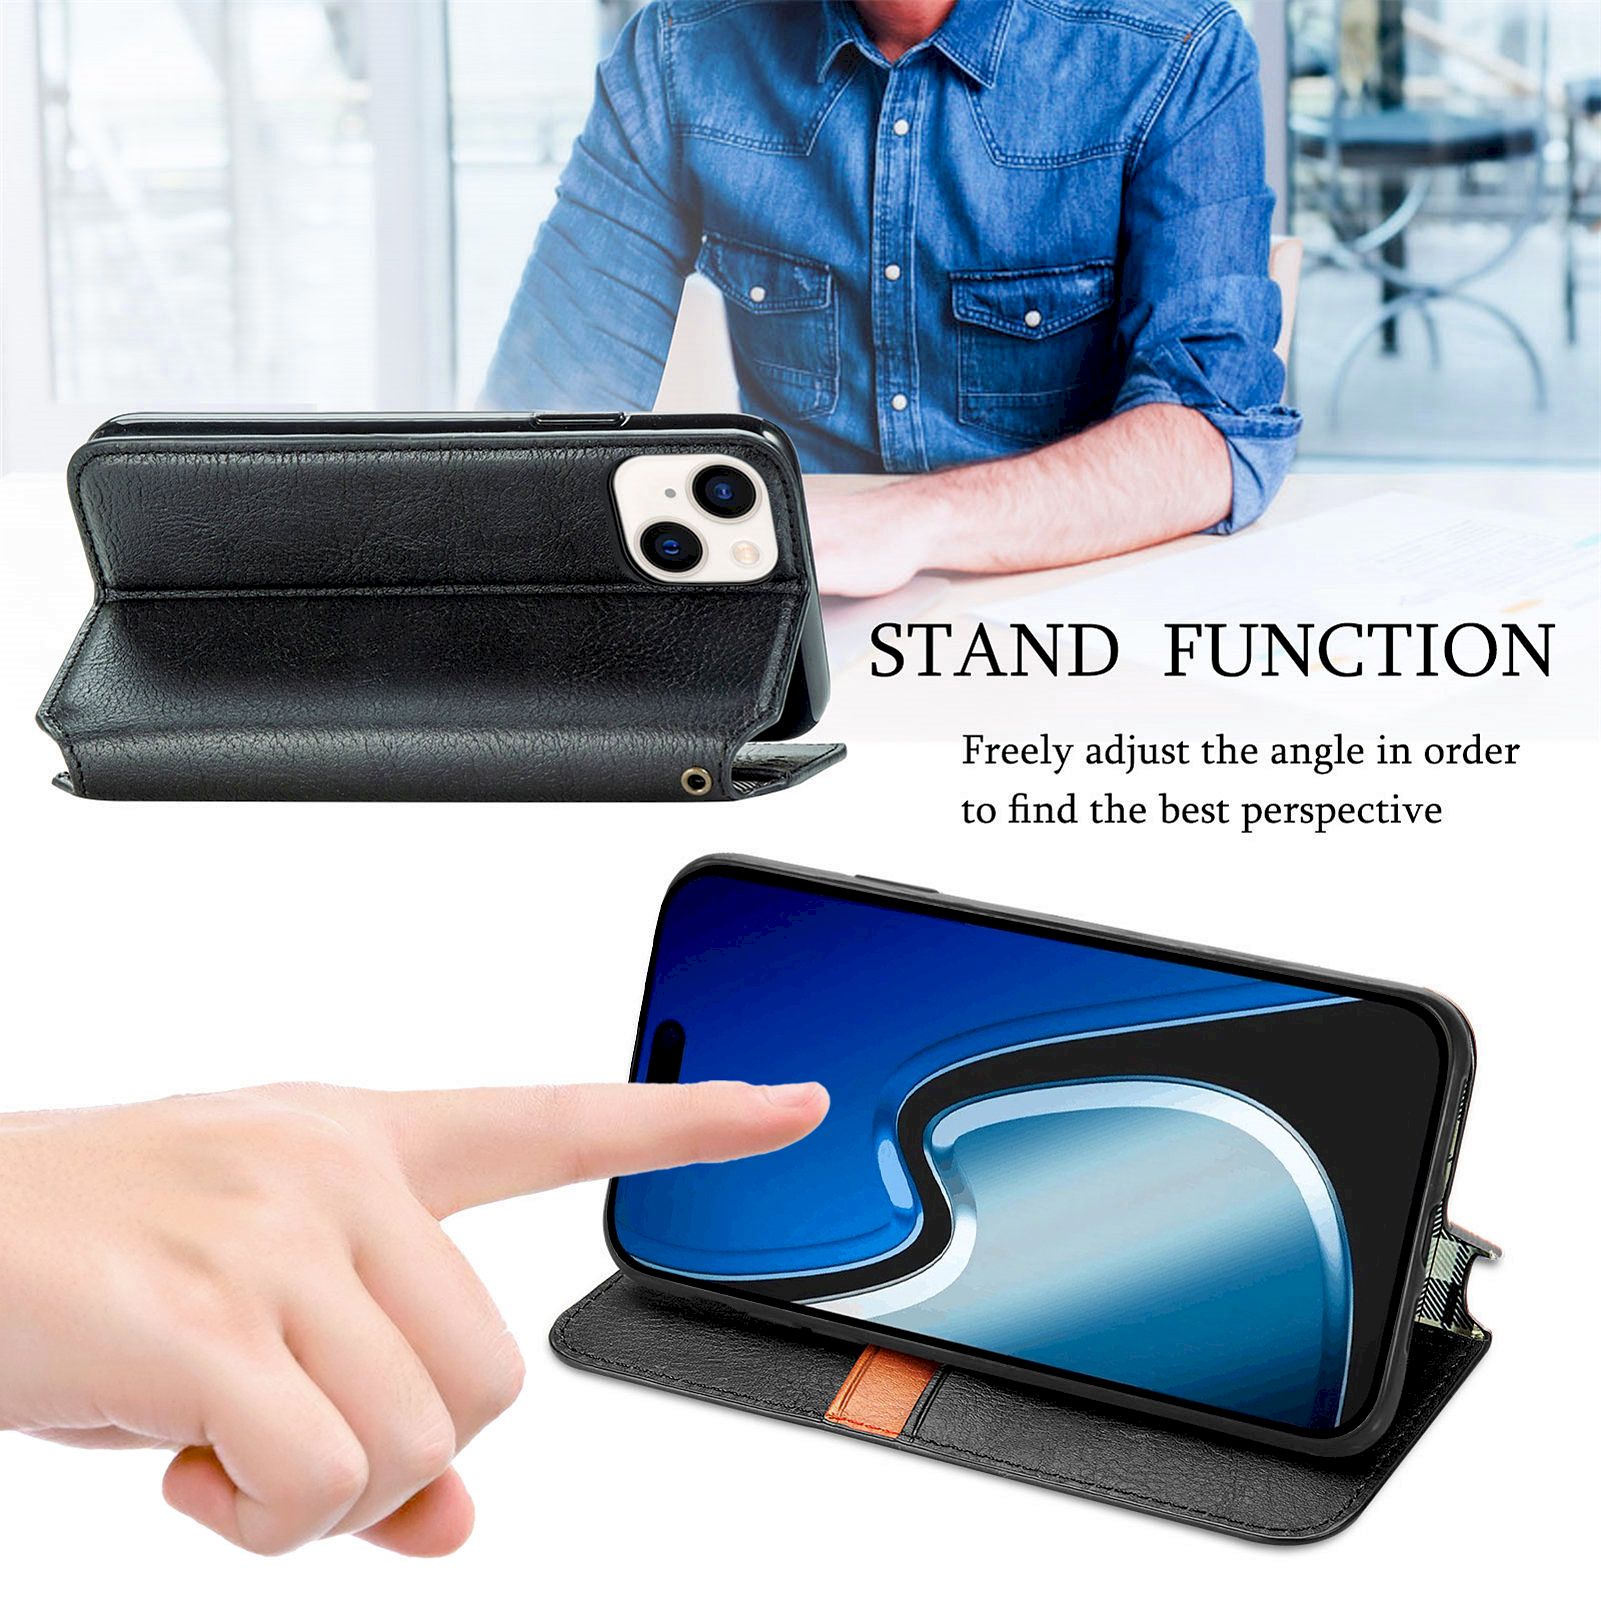 STAND FUNCTION
Freely adjust the angle in order
to find the best perspective